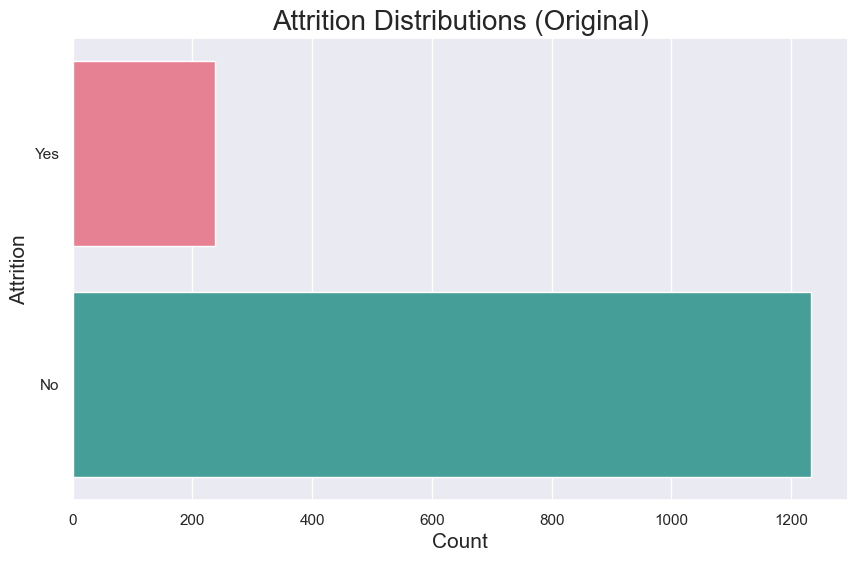 Attrition Distributions (Original)
Yes
No
Attrition
0 200 400 600 800 1000 1200
Count